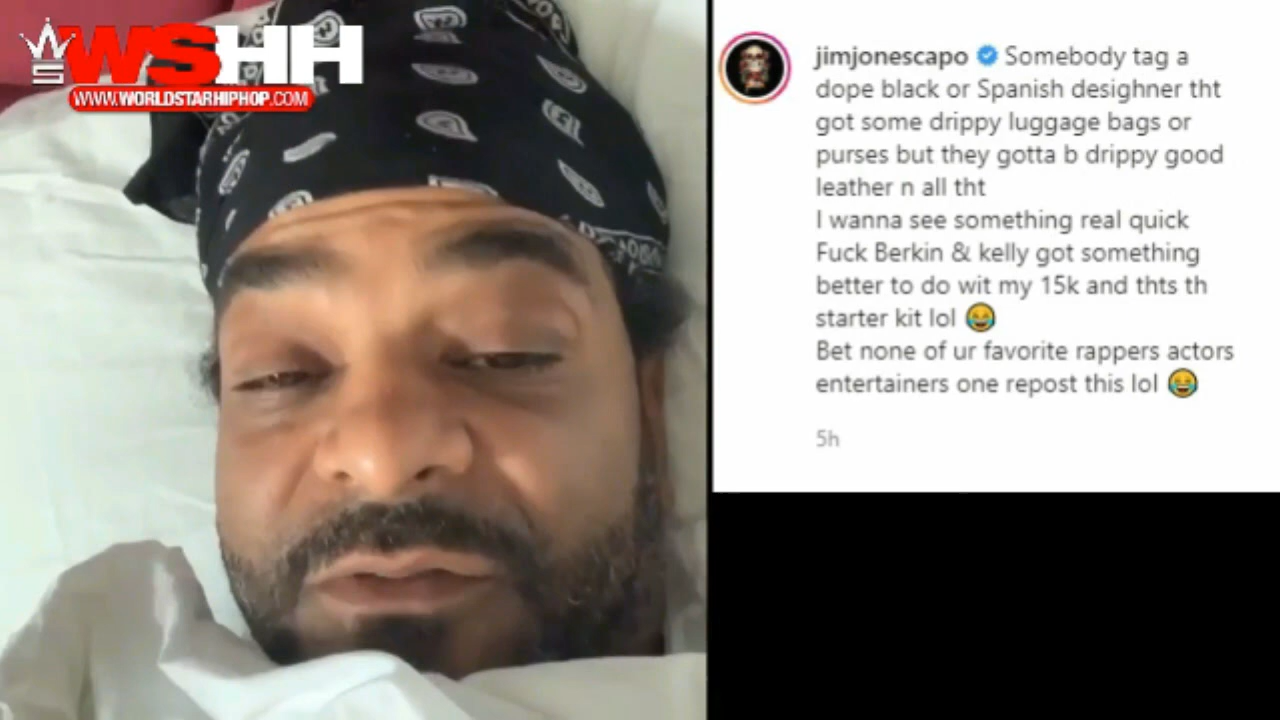 WSHH
WWW.WORLDSTARHIPHOP.COM
jimjonescapo Somebody tag a
dope black or Spanish desighner tht
got some drippy luggage bags or
purses but they gotta b drippy good
leather n all tht
I wanna see something real quick
Fuck Berkin & kelly got something
better to do wit my 15k and thts th
starter kit lol 😂
Bet none of ur favorite rappers actors
entertainers one repost this lol 😂
5h